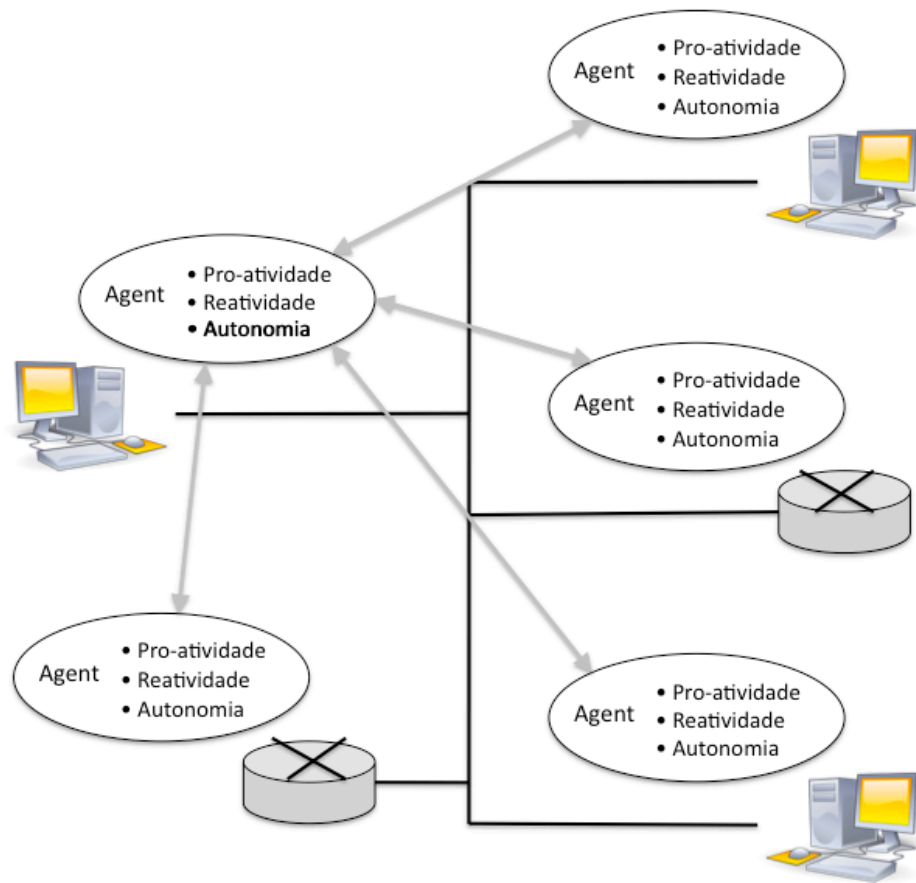 Agent
• Pro-atividade
• Reatividade
• Autonomia
Agent
• Pro-atividade
• Reatividade
• Autonomia
Agent
• Pro-atividade
• Reatividade
• Autonomia
Agent
• Pro-atividade
• Reatividade
• Autonomia
Agent
• Pro-atividade
• Reatividade
• Autonomia